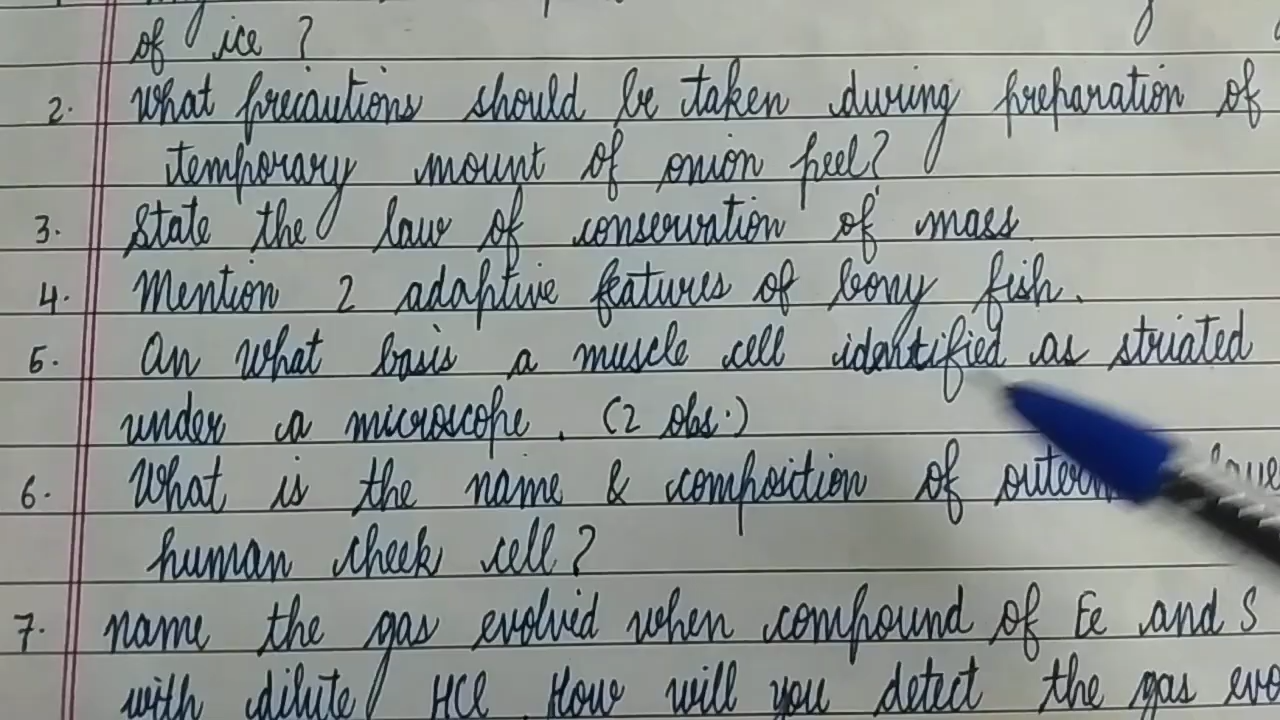 of ice ?
2. What precautions should be taken during preparation of
temporary mount of onion peel?
3. State the law of conservation of mass
4. Mention 2 adaptive features of bony fish.
5. On what basis a muscle cell identified as striated
under a microscope. (2 obs.)
6. What is the name & composition of outer
human cheek cell?
7. name the gas evolved when compound of Fe and S
with dilute HCl. How will you detect the gas evo